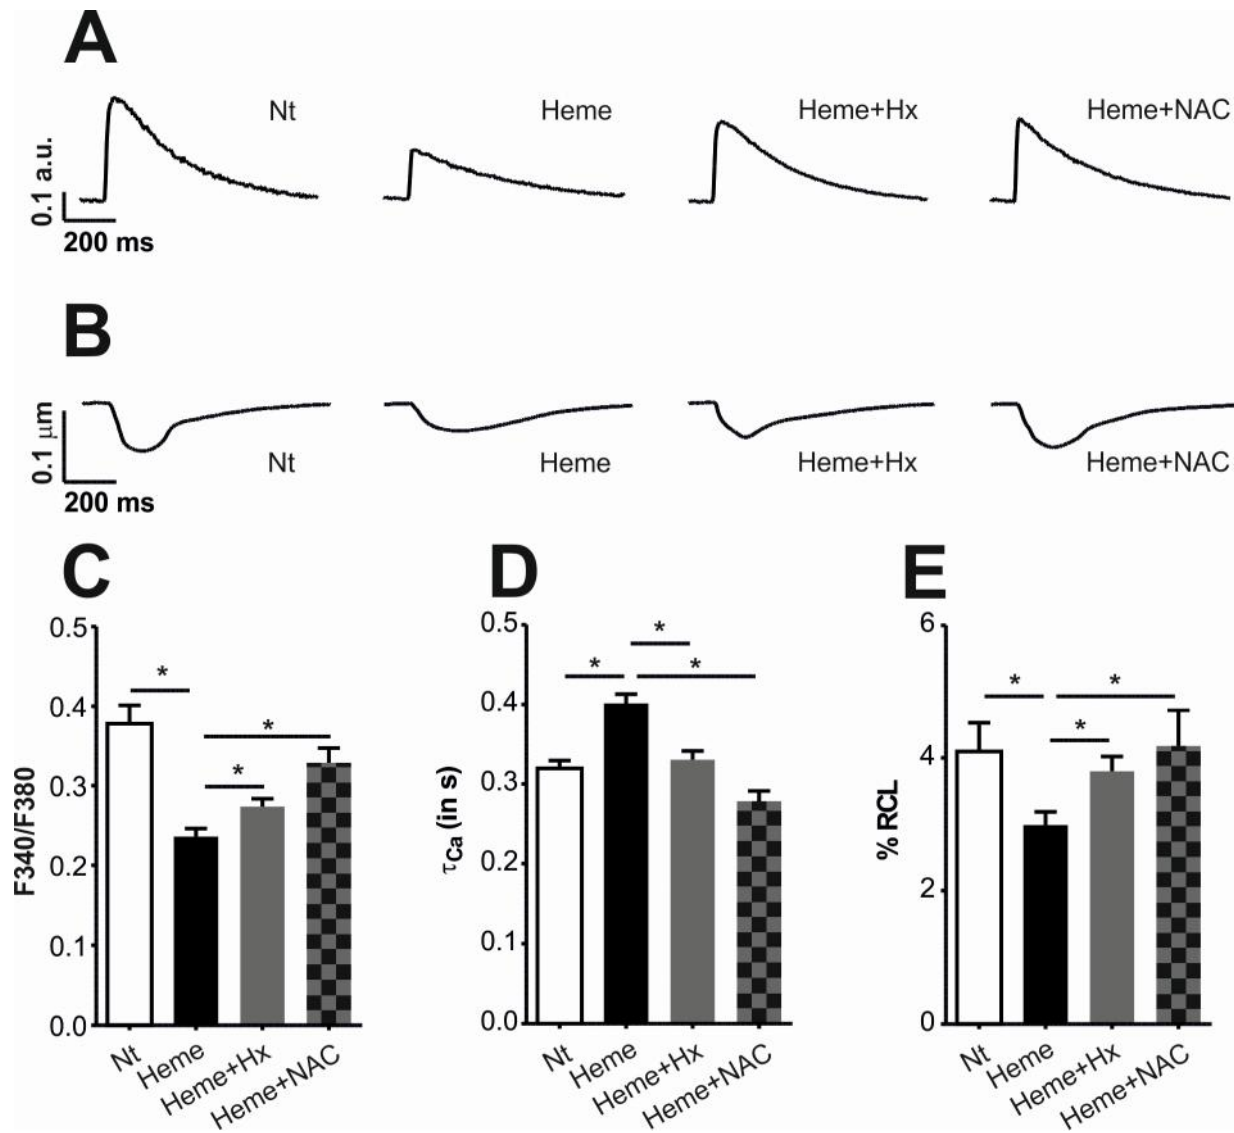 A
Nt
Heme
Heme+Hx
Heme+NAC
0.1 a.u.
200 ms
B
0.1 μm
200 ms
Nt
Heme
Heme+Hx
Heme+NAC
C
F340/F380
0.5
0.4
0.3
0.2
0.1
0.0
*
*
*
Nt
Heme
Heme+Hx
Heme+NAC
D
τCa (in s)
0.5
0.4
0.3
0.2
0.1
0.0
*
*
*
Nt
Heme
Heme+Hx
Heme+NAC
E
% RCL
6
4
2
0
*
*
*
Nt
Heme
Heme+Hx
Heme+NAC